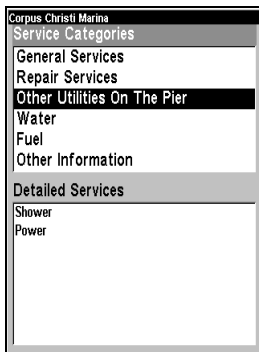 Corpus Christi Marina
Service Categories
General Services
Repair Services
Other Utilities On The Pier
Water
Fuel
Other Information
Detailed Services
Shower
Power